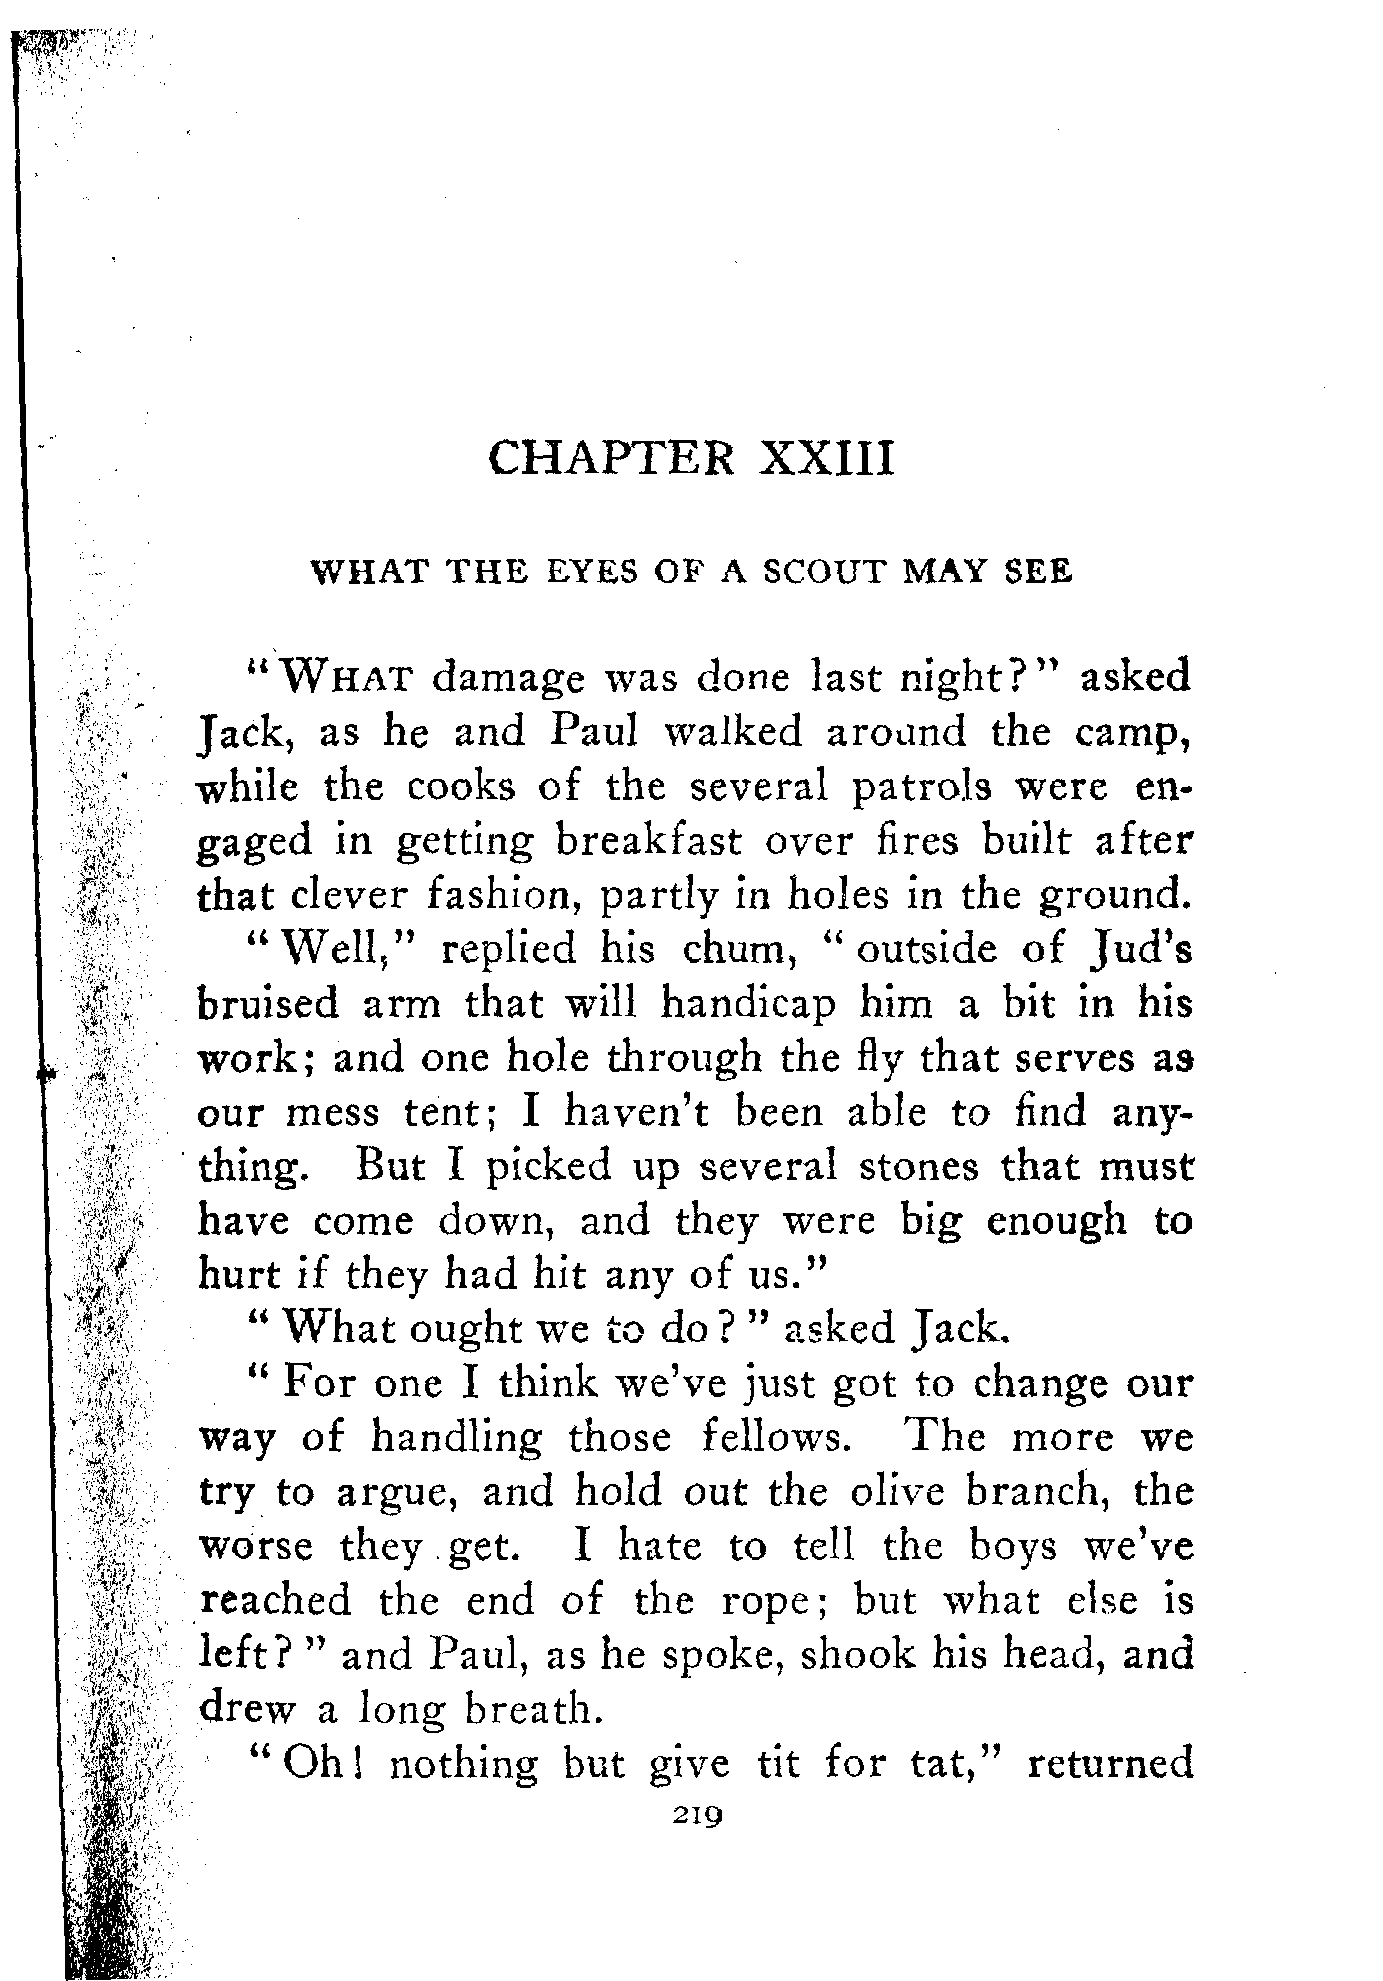 CHAPTER XXIII
WHAT THE EYES OF A SCOUT MAY SEE
"WHAT damage was done last night?" asked
Jack, as he and Paul walked around the camp,
while the cooks of the several patrols were en-
gaged in getting breakfast over fires built after
that clever fashion, partly in holes in the ground.
"Well," replied his chum, "outside of Jud's
bruised arm that will handicap him a bit in his
work; and one hole through the fly that serves as
our mess tent; I haven't been able to find any-
thing. But I picked up several stones that must
have come down, and they were big enough to
hurt if they had hit any of us."
"What ought we to do?" asked Jack.
"For one I think we've just got to change our
way of handling those fellows. The more we
try to argue, and hold out the olive branch, the
worse they get. I hate to tell the boys we've
reached the end of the rope; but what else is
left?" and Paul, as he spoke, shook his head, and
drew a long breath.
"Oh! nothing but give tit for tat," returned
219